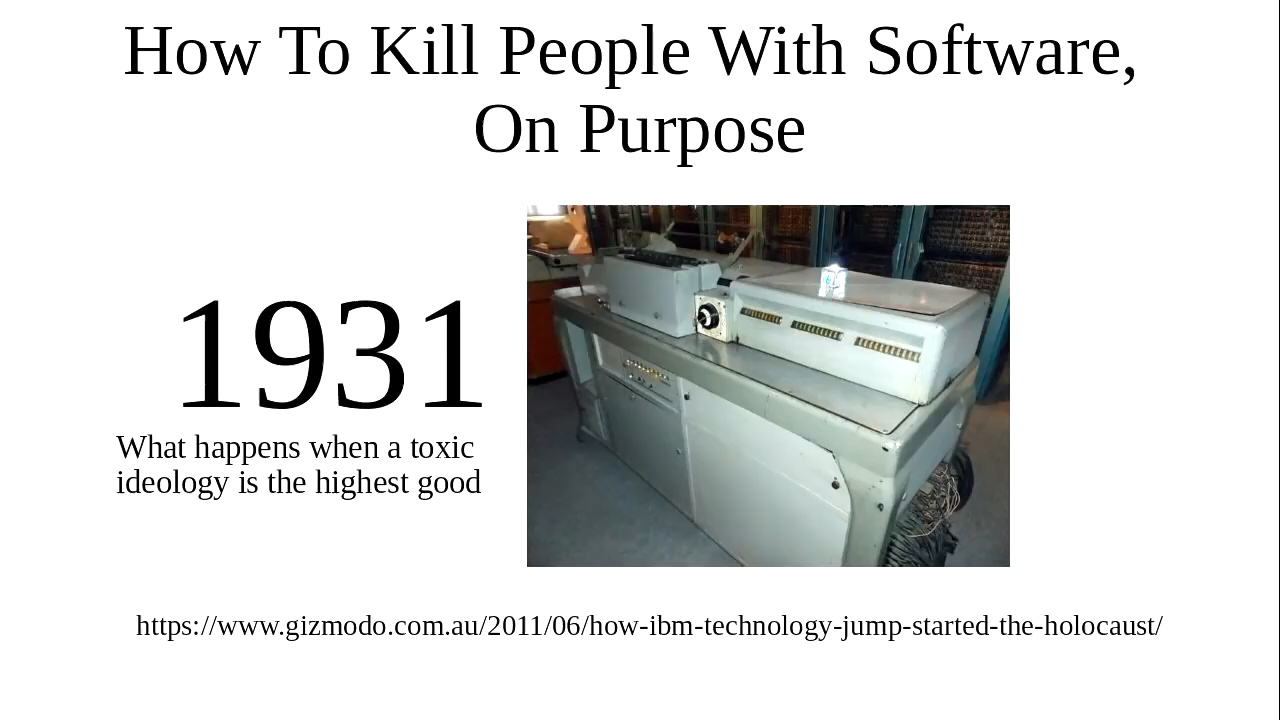 How To Kill People With Software,
On Purpose
1931
What happens when a toxic
ideology is the highest good
https://www.gizmodo.com.au/2011/06/how-ibm-technology-jump-started-the-holocaust/